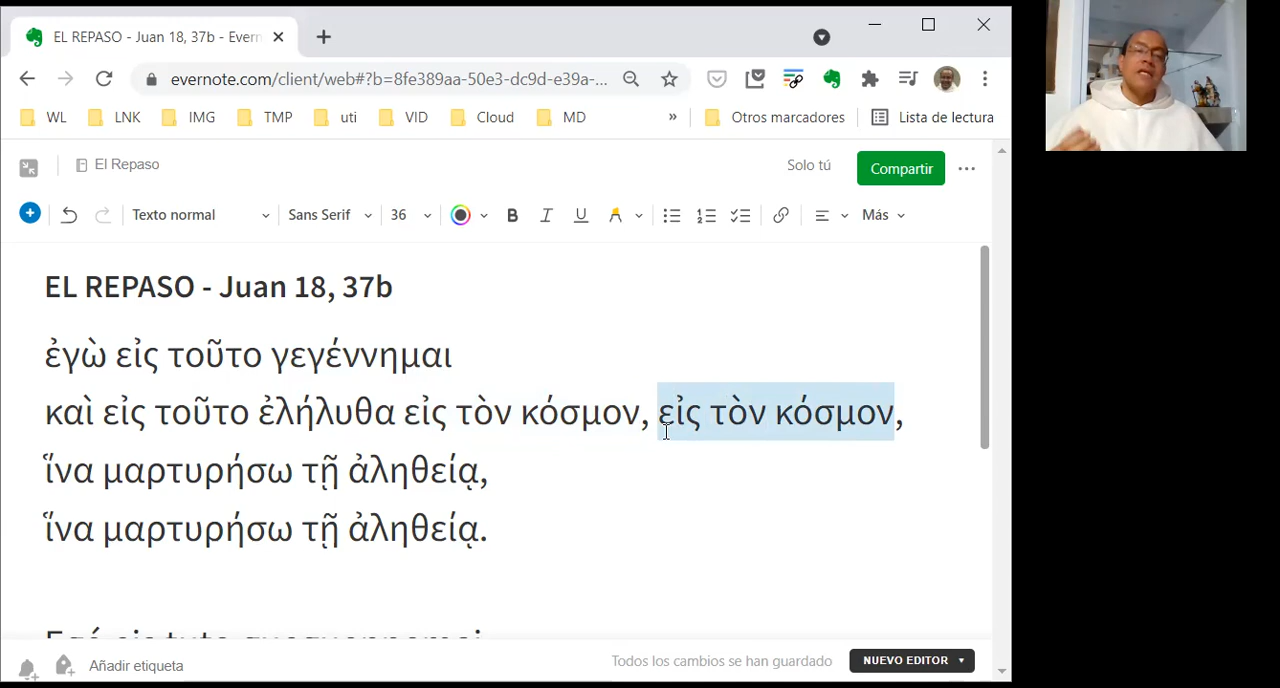 EL REPASO - Juan 18, 37b - Evern
evernote.com/client/web#?b=8fe389aa-50e3-dc9d-e39a-...
WL LNK IMG TMP uti VID Cloud MD » Otros marcadores Lista de lectura
El Repaso Solo tú Compartir
Texto normal Sans Serif 36 B I U Más
EL REPASO - Juan 18, 37b
ἐγὼ εἰς τοῦτο γεγέννημαι
καὶ εἰς τοῦτο ἐλήλυθα εἰς τὸν κόσμον, εἰς τὸν κόσμον,
ἵνα μαρτυρήσω τῇ ἀληθείᾳ,
ἵνα μαρτυρήσω τῇ ἀληθείᾳ.
Añadir etiqueta Todos los cambios se han guardado NUEVO EDITOR